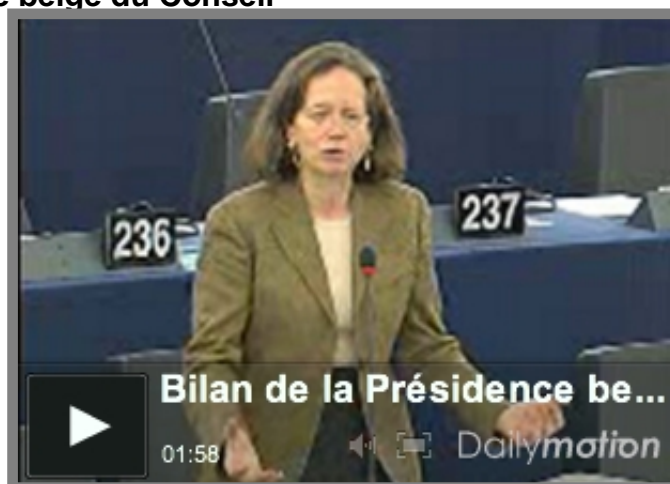 belge du Conseil
236
237
Bilan de la Présidence be...
01:58
Dailymotion